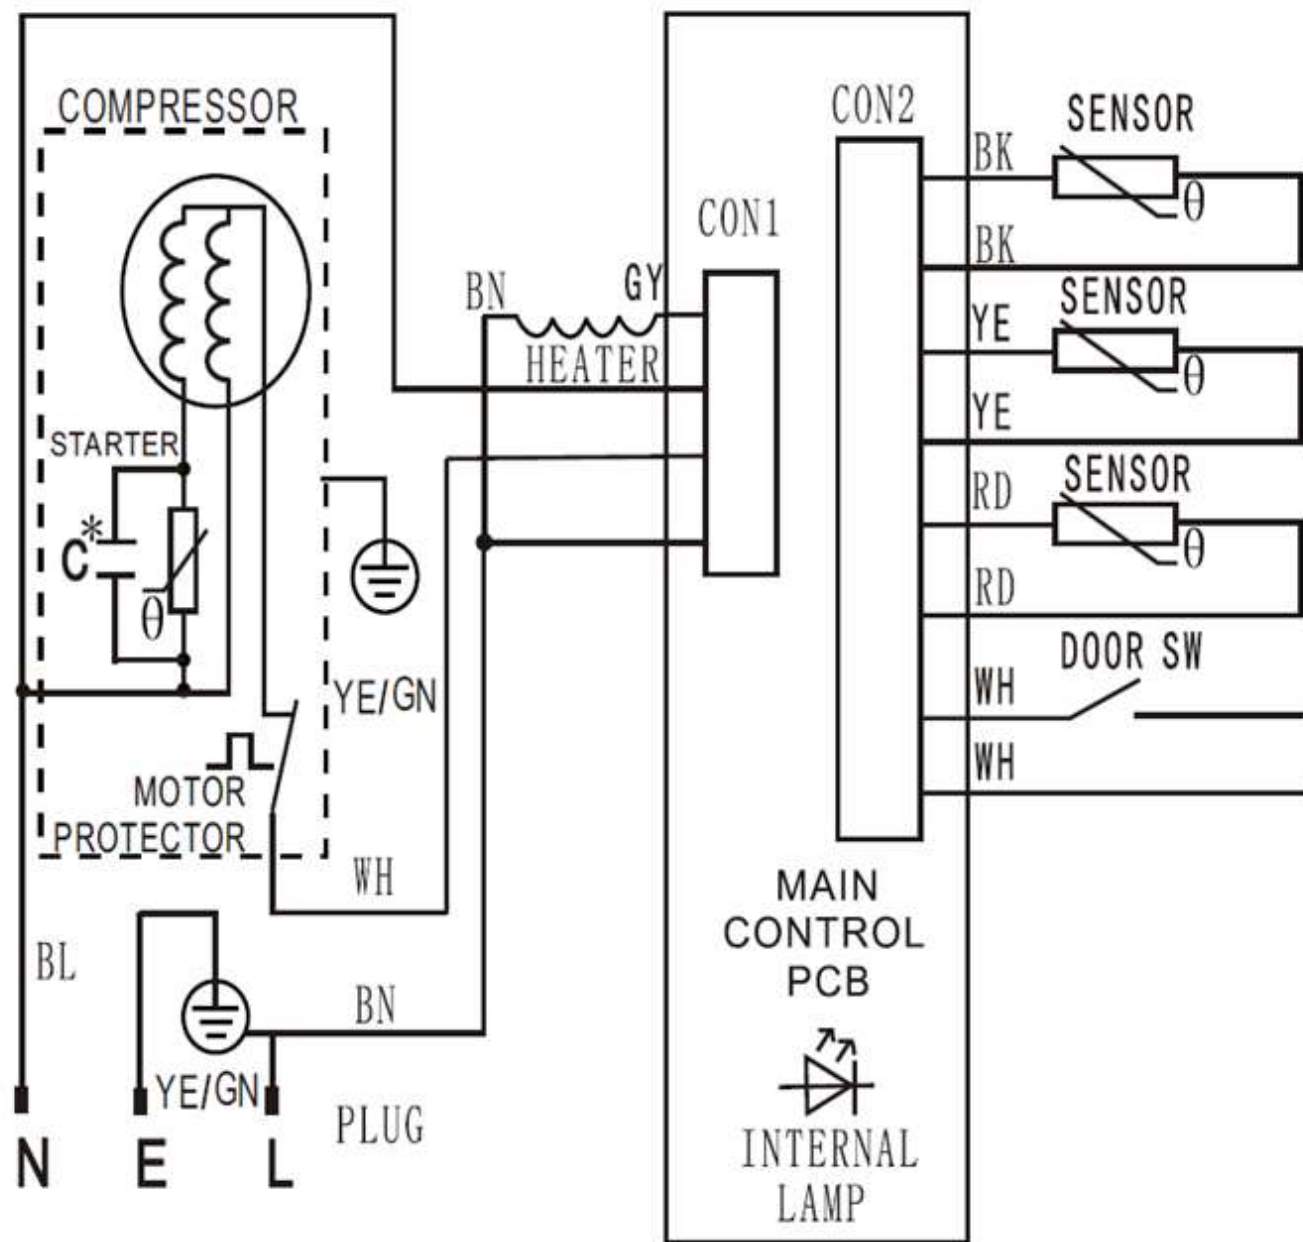 COMPRESSOR
CON2
SENSOR
BK
θ
CON1
BK
BN
GY
SENSOR
YE
HEATER
θ
YE
STARTER
SENSOR
RD
C*
θ
θ
RD
DOOR SW
YE/GN
WH
MOTOR
PROTECTOR
WH
WH
MAIN
CONTROL
PCB
BL
BN
YE/GN
PLUG
N
E
L
INTERNAL
LAMP